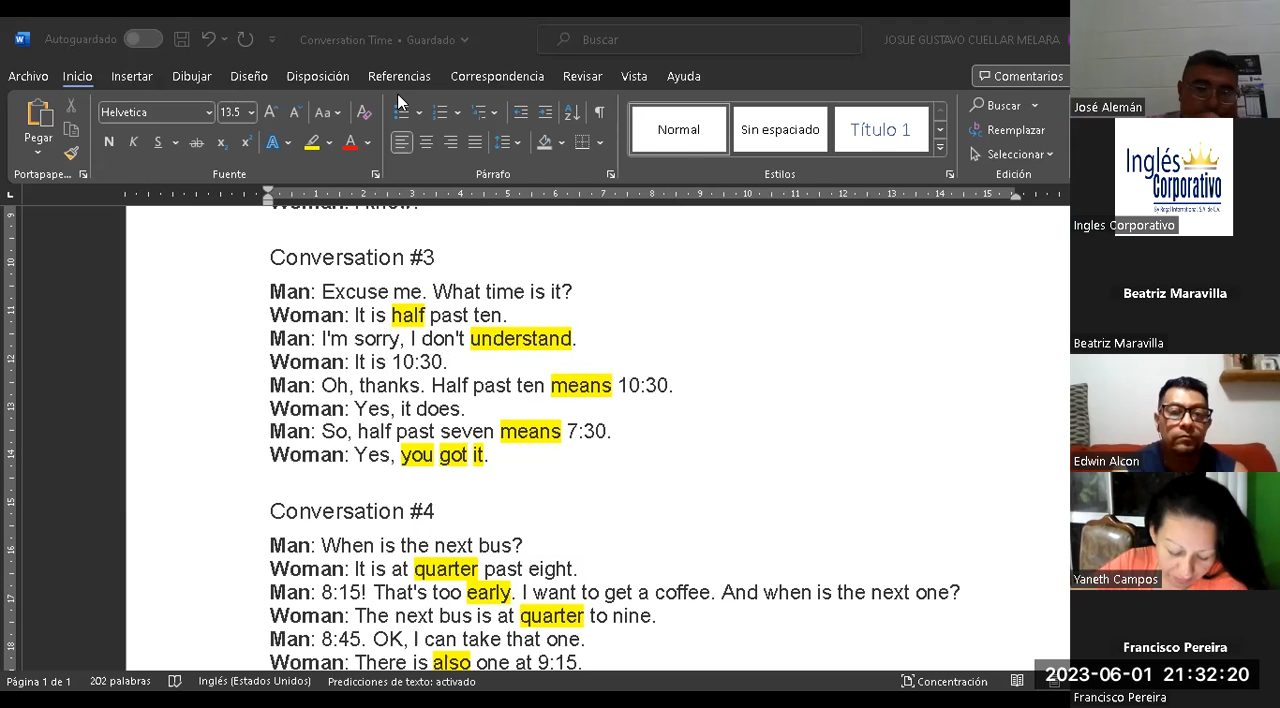 Autoguardado
Conversation Time • Guardado
Buscar
JOSUE GUSTAVO CUELLAR MELARA
Archivo Inicio Insertar Dibujar Diseño Disposición Referencias Correspondencia Revisar Vista Ayuda Comentarios
Pegar
Helvetica 13.5
Normal
Sin espaciado
Título 1
Buscar
Reemplazar
Seleccionar
Portapape... Fuente Párrafo Estilos Edición
Conversation #3
Man: Excuse me. What time is it?
Woman: It is half past ten.
Man: I'm sorry, I don't understand.
Woman: It is 10:30.
Man: Oh, thanks. Half past ten means 10:30.
Woman: Yes, it does.
Man: So, half past seven means 7:30.
Woman: Yes, you got it.
Conversation #4
Man: When is the next bus?
Woman: It is at quarter past eight.
Man: 8:15! That's too early. I want to get a coffee. And when is the next one?
Woman: The next bus is at quarter to nine.
Man: 8:45. OK, I can take that one.
Woman: There is also one at 9:15.
Página 1 de 1 202 palabras Inglés (Estados Unidos) Predicciones de texto: activado Concentración
José Alemán
Inglés
Corporativo
Ingles Corporativo
Beatriz Maravilla
Beatriz Maravilla
Edwin Alcon
Yaneth Campos
Francisco Pereira
2023-06-01 21:32:20
Francisco Pereira